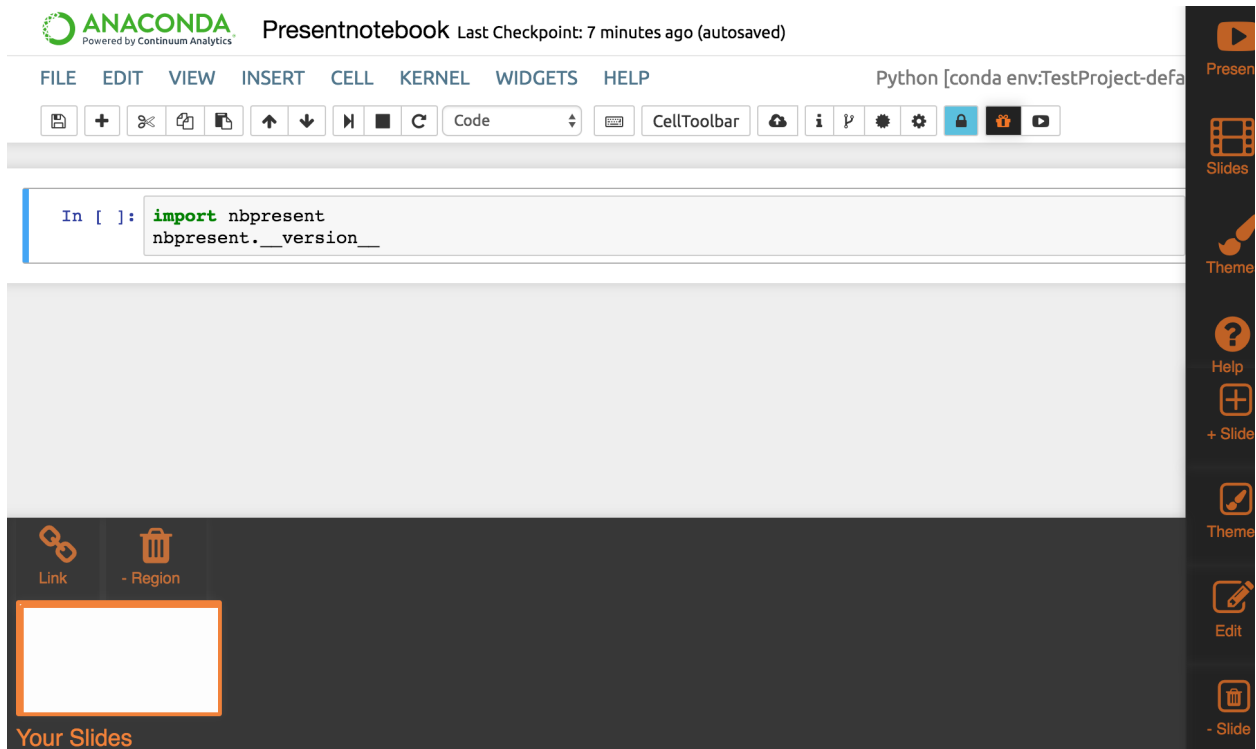 ANACONDA
Powered by Continuum Analytics
Presentnotebook Last Checkpoint: 7 minutes ago (autosaved)
FILE EDIT VIEW INSERT CELL KERNEL WIDGETS HELP
Python [conda env:TestProject-defa
Code
CellToolbar
In [ ]: import nbpresent
nbpresent.__version__
Present
Slides
Theme
Help
+ Slide
Theme
Edit
- Slide
Link
- Region
Your Slides